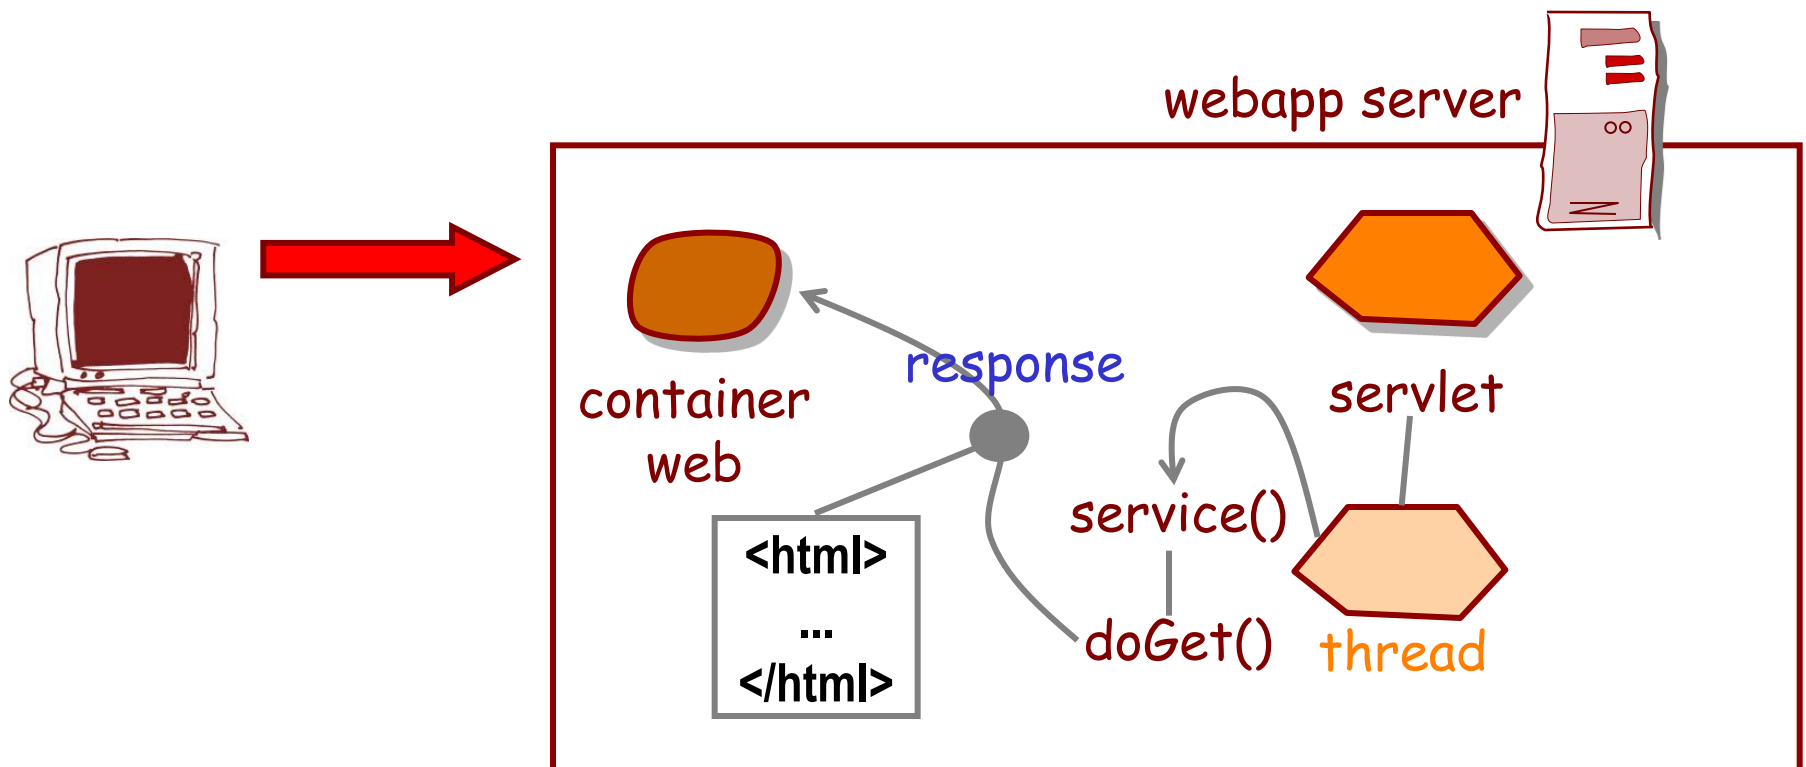 webapp server
response
container
web
servlet
service()
<html>
...
</html>
doGet()
thread